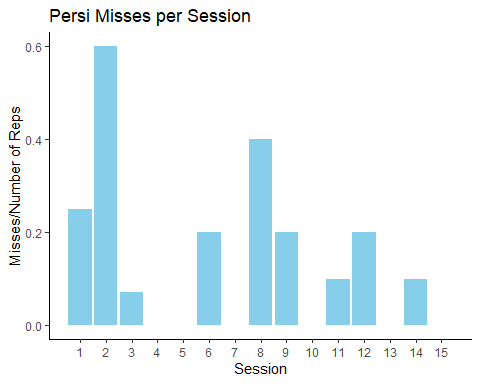 Persi Misses per Session
Misses/Number of Reps
0.6
0.4
0.2
0.0
1 2 3 4 5 6 7 8 9 10 11 12 13 14 15
Session